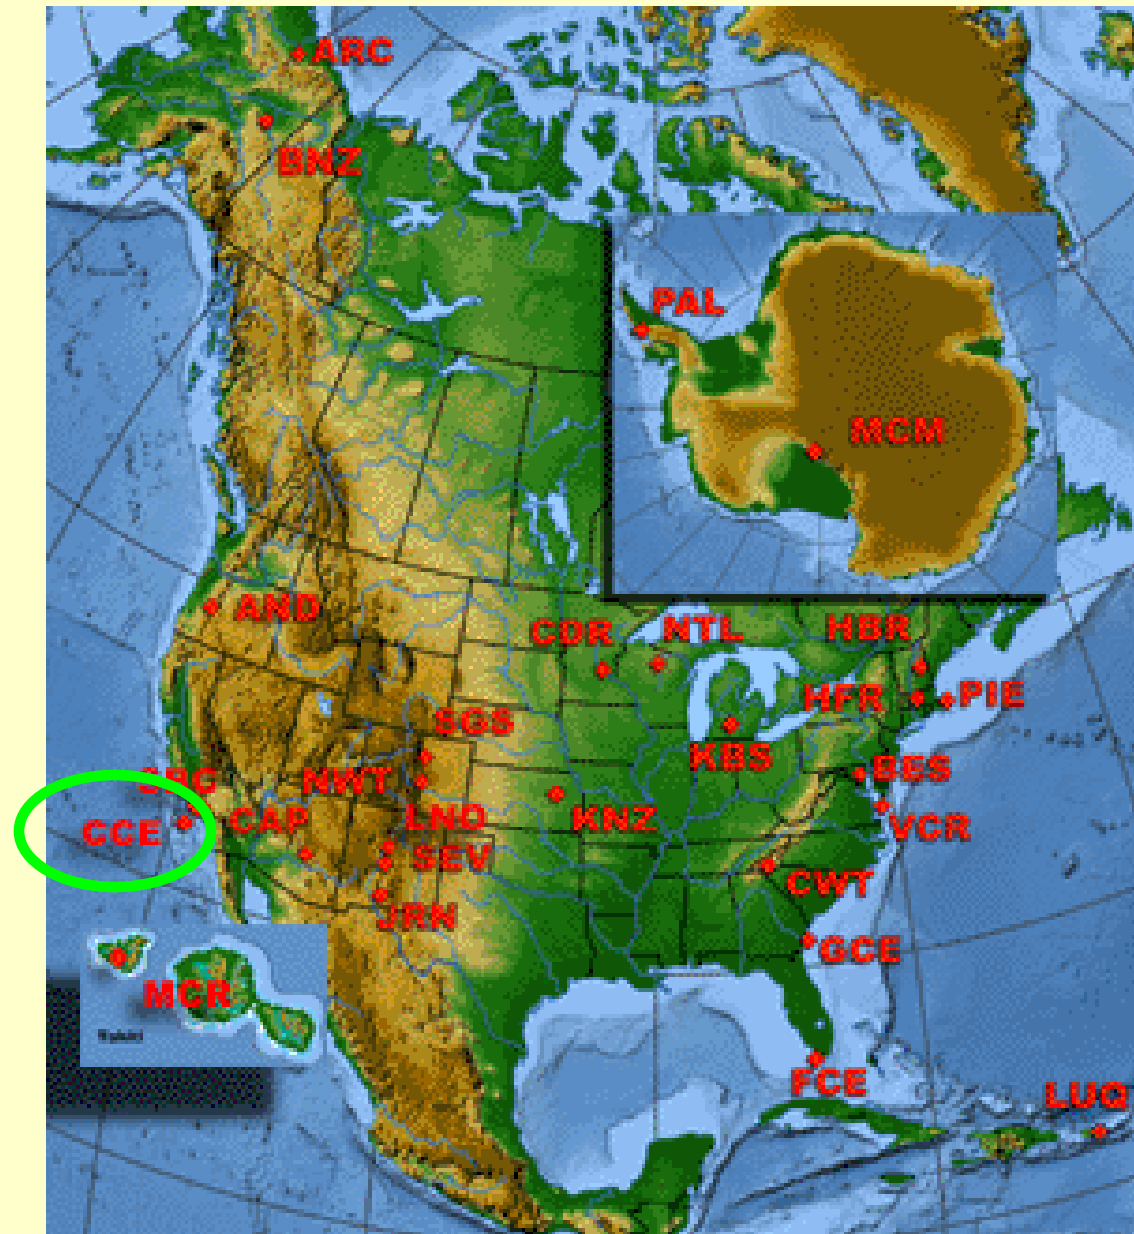 ARC
BNZ
PAL
MCM
AND
CDR
NTL
HBR
HFR
PIE
SGS
KBS
NWT
BES
SBC
LNO
KNZ
VCR
CCE
CAP
SEV
CWT
JRN
GCE
MCR
FCE
LUQ